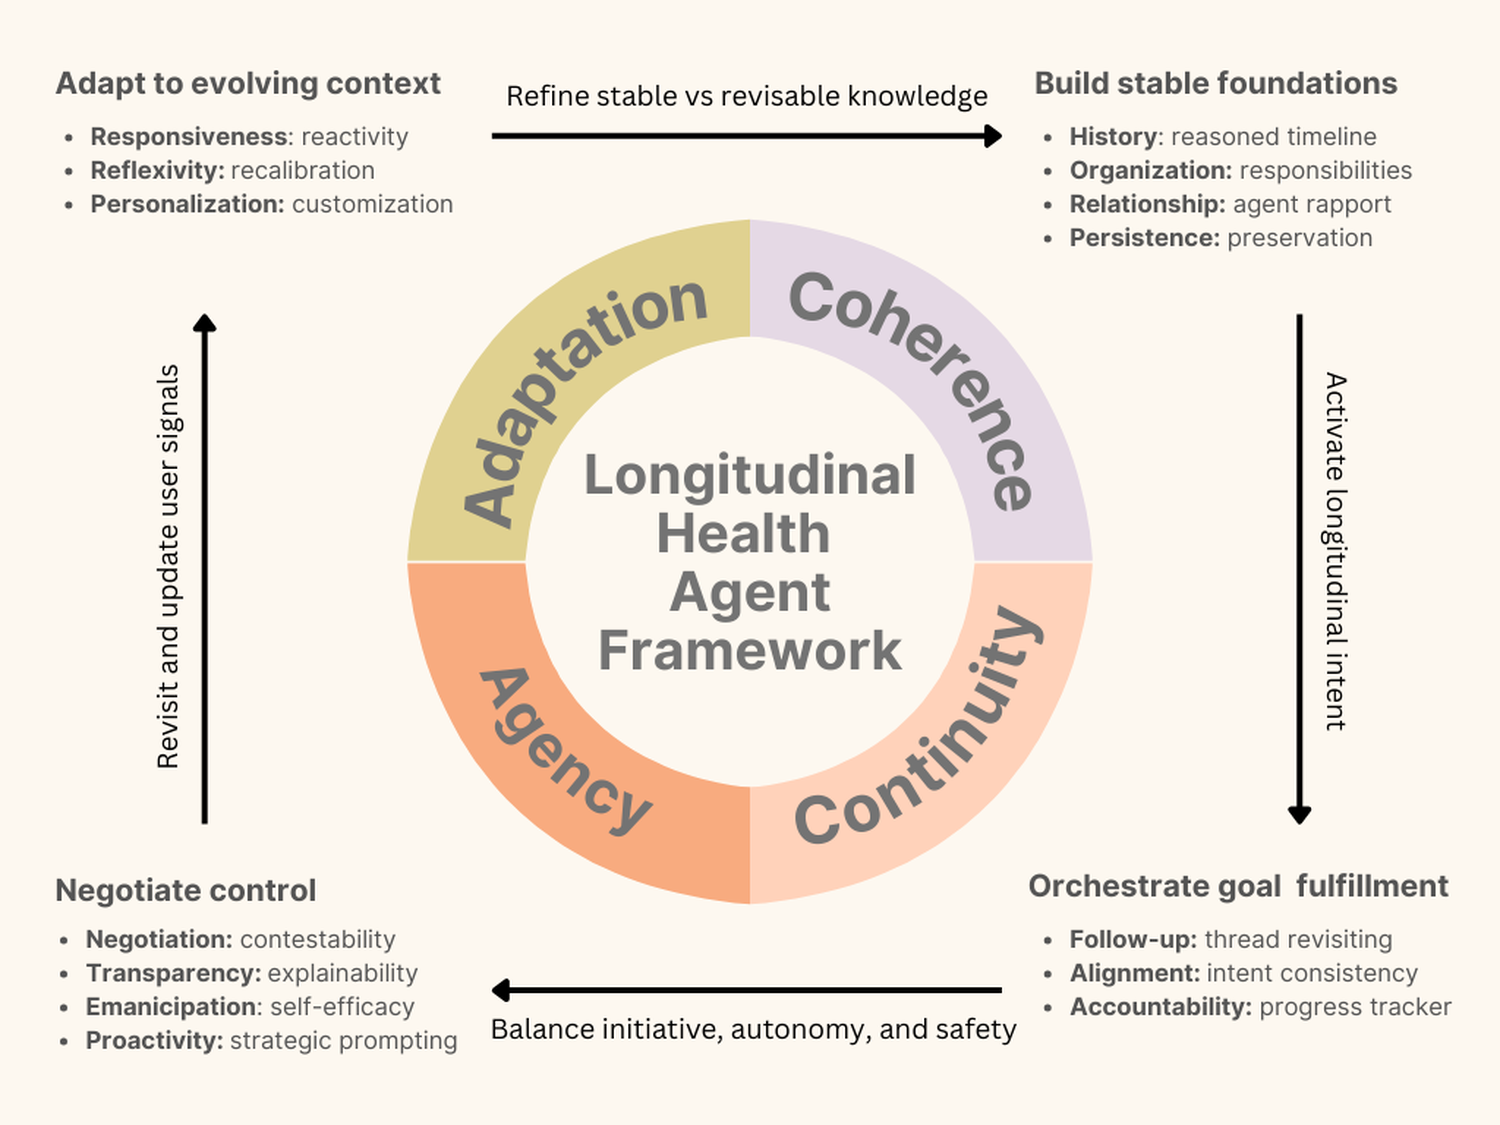 Adapt to evolving context
• Responsiveness: reactivity
• Reflexivity: recalibration
• Personalization: customization
Refine stable vs revisable knowledge
Build stable foundations
• History: reasoned timeline
• Organization: responsibilities
• Relationship: agent rapport
• Persistence: preservation
Adaptation
Coherence
Longitudinal
Health
Agent
Framework
Agency
Continuity
Revisit and update user signals
Activate longitudinal intent
Negotiate control
• Negotiation: contestability
• Transparency: explainability
• Emanicipation: self-efficacy
• Proactivity: strategic prompting
Balance initiative, autonomy, and safety
Orchestrate goal  fulfillment
• Follow-up: thread revisiting
• Alignment: intent consistency
• Accountability: progress tracker